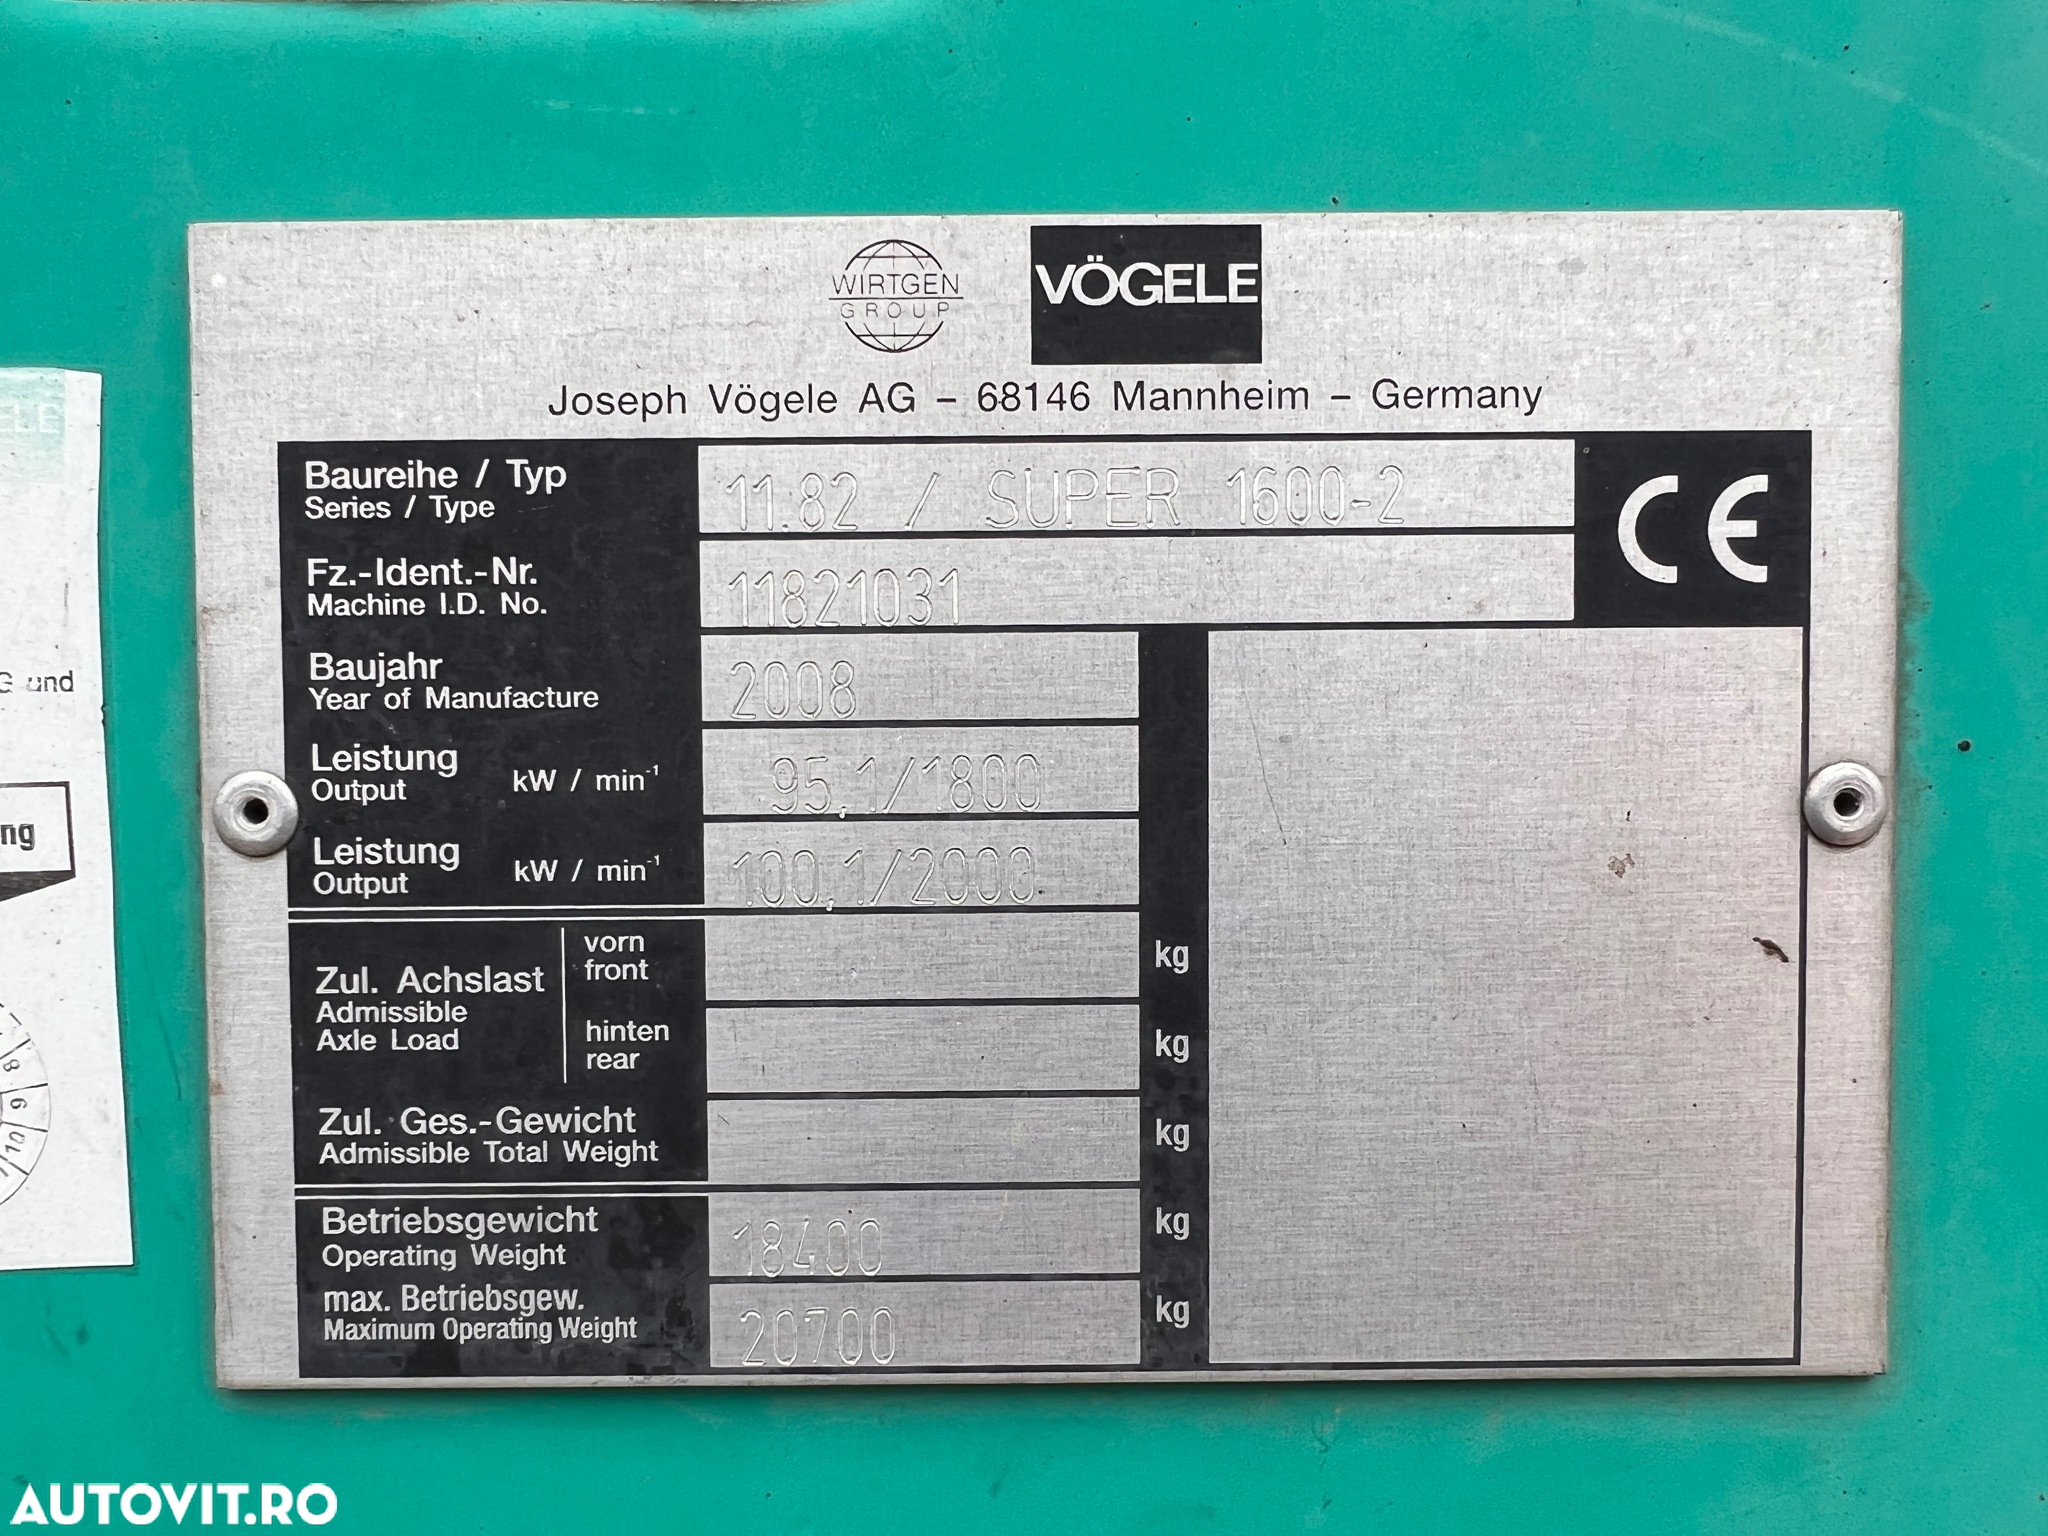 WIRTGEN
GROUP
VÖGELE
Joseph Vögele AG – 68146 Mannheim – Germany
Baureihe / Typ
Series / Type
11.82 / SUPER 1600-2
CE
Fz.-Ident.-Nr.
Machine I.D. No.
11821031
Baujahr
Year of Manufacture
2008
Leistung
Output
kW / min⁻¹
95,1/1800
Leistung
Output
kW / min⁻¹
100,1/2000
Zul. Achslast
Admissible
Axle Load
vorn
front
kg
hinten
rear
kg
Zul. Ges.-Gewicht
Admissible Total Weight
kg
Betriebsgewicht
Operating Weight
18400
kg
max. Betriebsgew.
Maximum Operating Weight
20700
kg
und
ng
8
9
10
AUTOVIT.RO